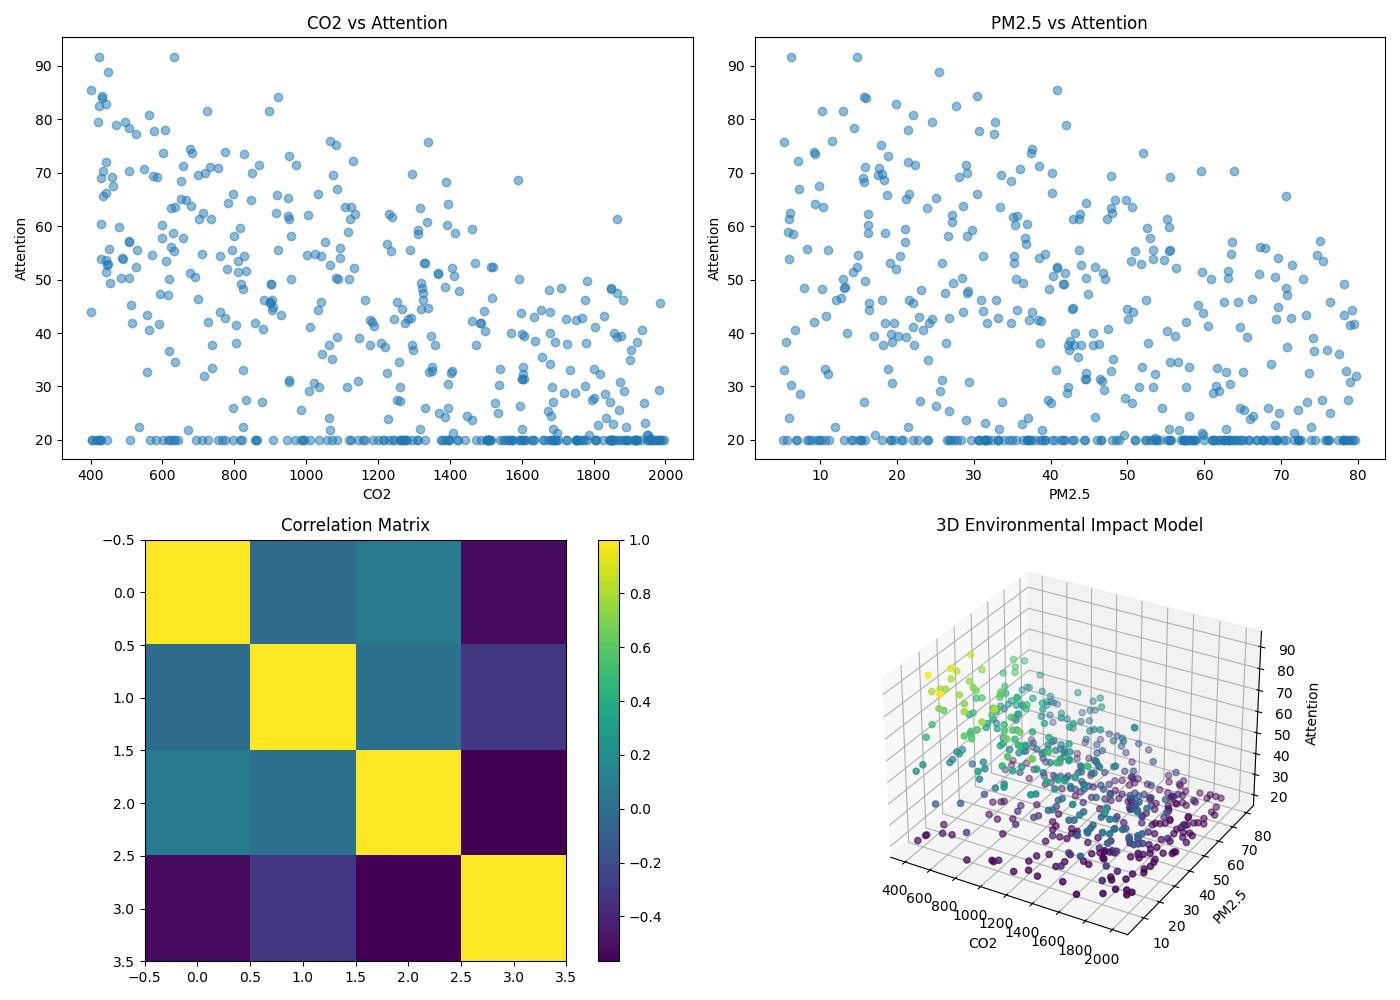 CO2 vs Attention
PM2.5 vs Attention
90
80
70
60
50
40
30
20
Attention
400 600 800 1000 1200 1400 1600 1800 2000
CO2
90
80
70
60
50
40
30
20
Attention
10 20 30 40 50 60 70 80
PM2.5
Correlation Matrix
−0.5
0.0
0.5
1.0
1.5
2.0
2.5
3.0
3.5
−0.5 0.0 0.5 1.0 1.5 2.0 2.5 3.0 3.5
1.0
0.8
0.6
0.4
0.2
0.0
−0.2
−0.4
3D Environmental Impact Model
90
80
70
60
50
40
30
20
Attention
400 600 800 1000 1200 1400 1600 1800 2000
CO2
10 20 30 40 50 60 70 80
PM2.5